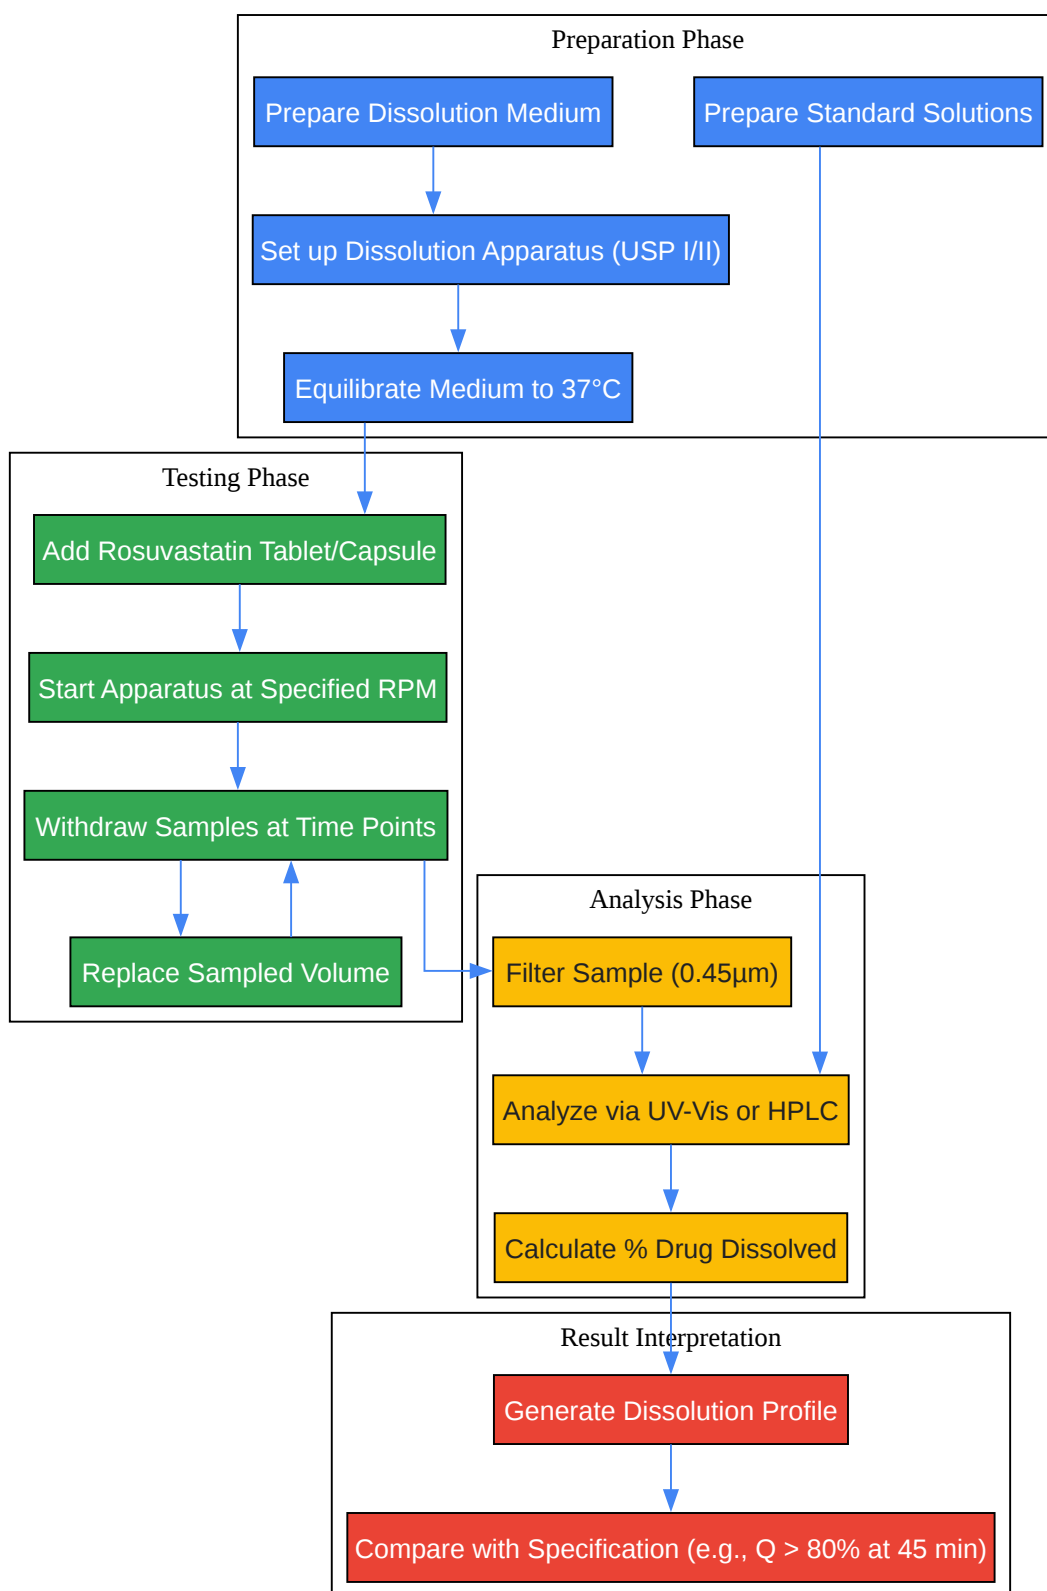 Preparation Phase
Prepare Dissolution Medium
Prepare Standard Solutions
Set up Dissolution Apparatus (USP I/II)
Equilibrate Medium to 37°C
Testing Phase
Add Rosuvastatin Tablet/Capsule
Start Apparatus at Specified RPM
Withdraw Samples at Time Points
Replace Sampled Volume
Analysis Phase
Filter Sample (0.45µm)
Analyze via UV-Vis or HPLC
Calculate % Drug Dissolved
Result Interpretation
Generate Dissolution Profile
Compare with Specification (e.g., Q > 80% at 45 min)